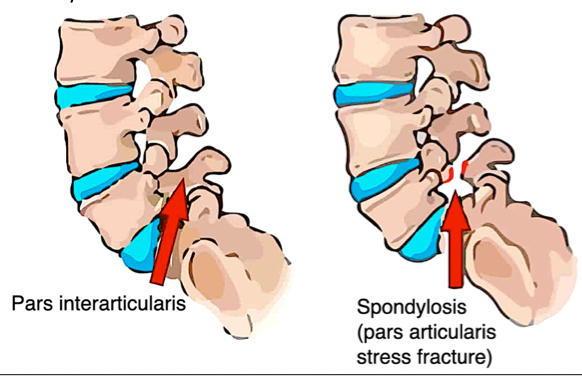 Pars interarticularis
Spondylosis
(pars articularis
stress fracture)